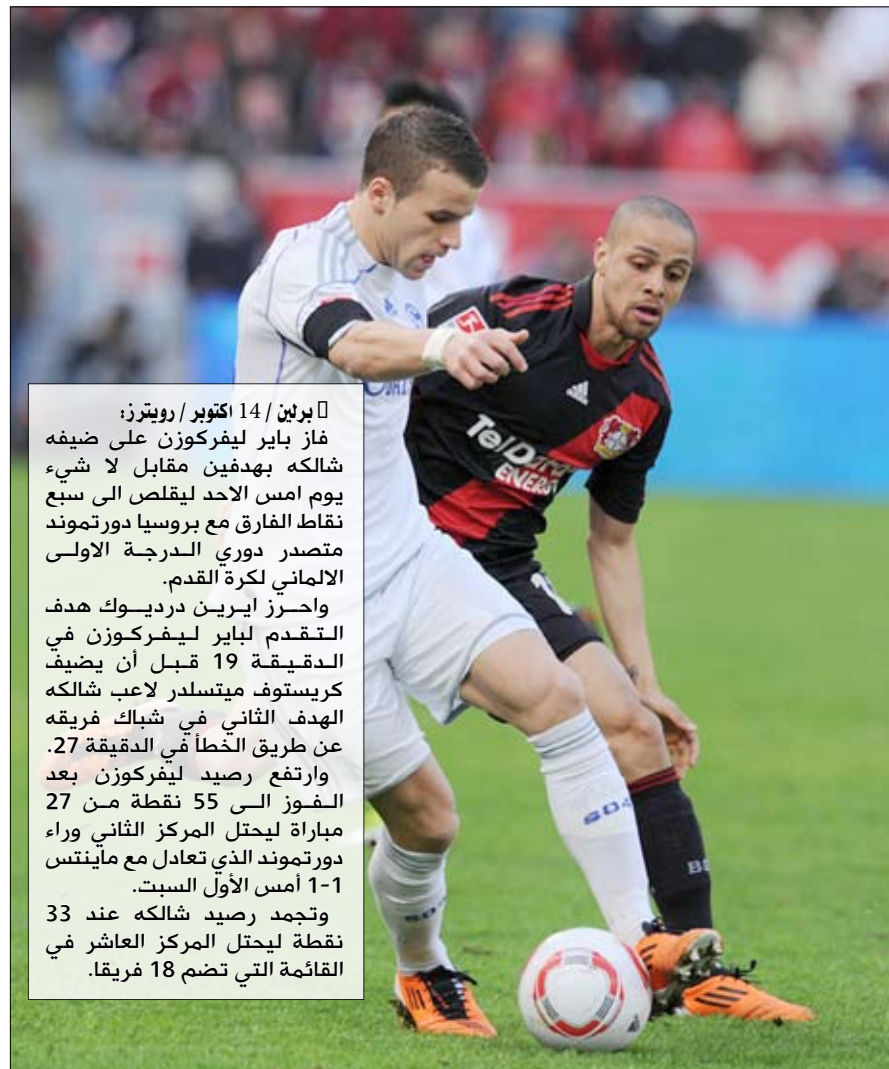 برلين / 14 اكتوبر / رويترز:
فاز باير ليفركوزن على ضيفه
شالكه بهدفين مقابل لا شيء
يوم امس الاحد ليقلص الى سبع
نقاط الفارق مع بروسيا دورتموند
متصدر دوري الدرجة الاولى
الالماني لكرة القدم.
واحرز ايرين درديوك هدف
التقدم لباير ليفركوزن في
الدقيقة 19 قبل أن يضيف
كريستوف ميتسلدر لاعب شالكه
الهدف الثاني في شباك فريقه
عن طريق الخطأ في الدقيقة 27.
وارتفع رصيد ليفركوزن بعد
الفوز الى 55 نقطة من 27
مباراة ليحتل المركز الثاني وراء
دورتموند الذي تعادل مع ماينتس
1-1 أمس الأول السبت.
وتجمد رصيد شالكه عند 33
نقطة ليحتل المركز العاشر في
القائمة التي تضم 18 فريقا.
adidas
TelDa
ENERGY
S04